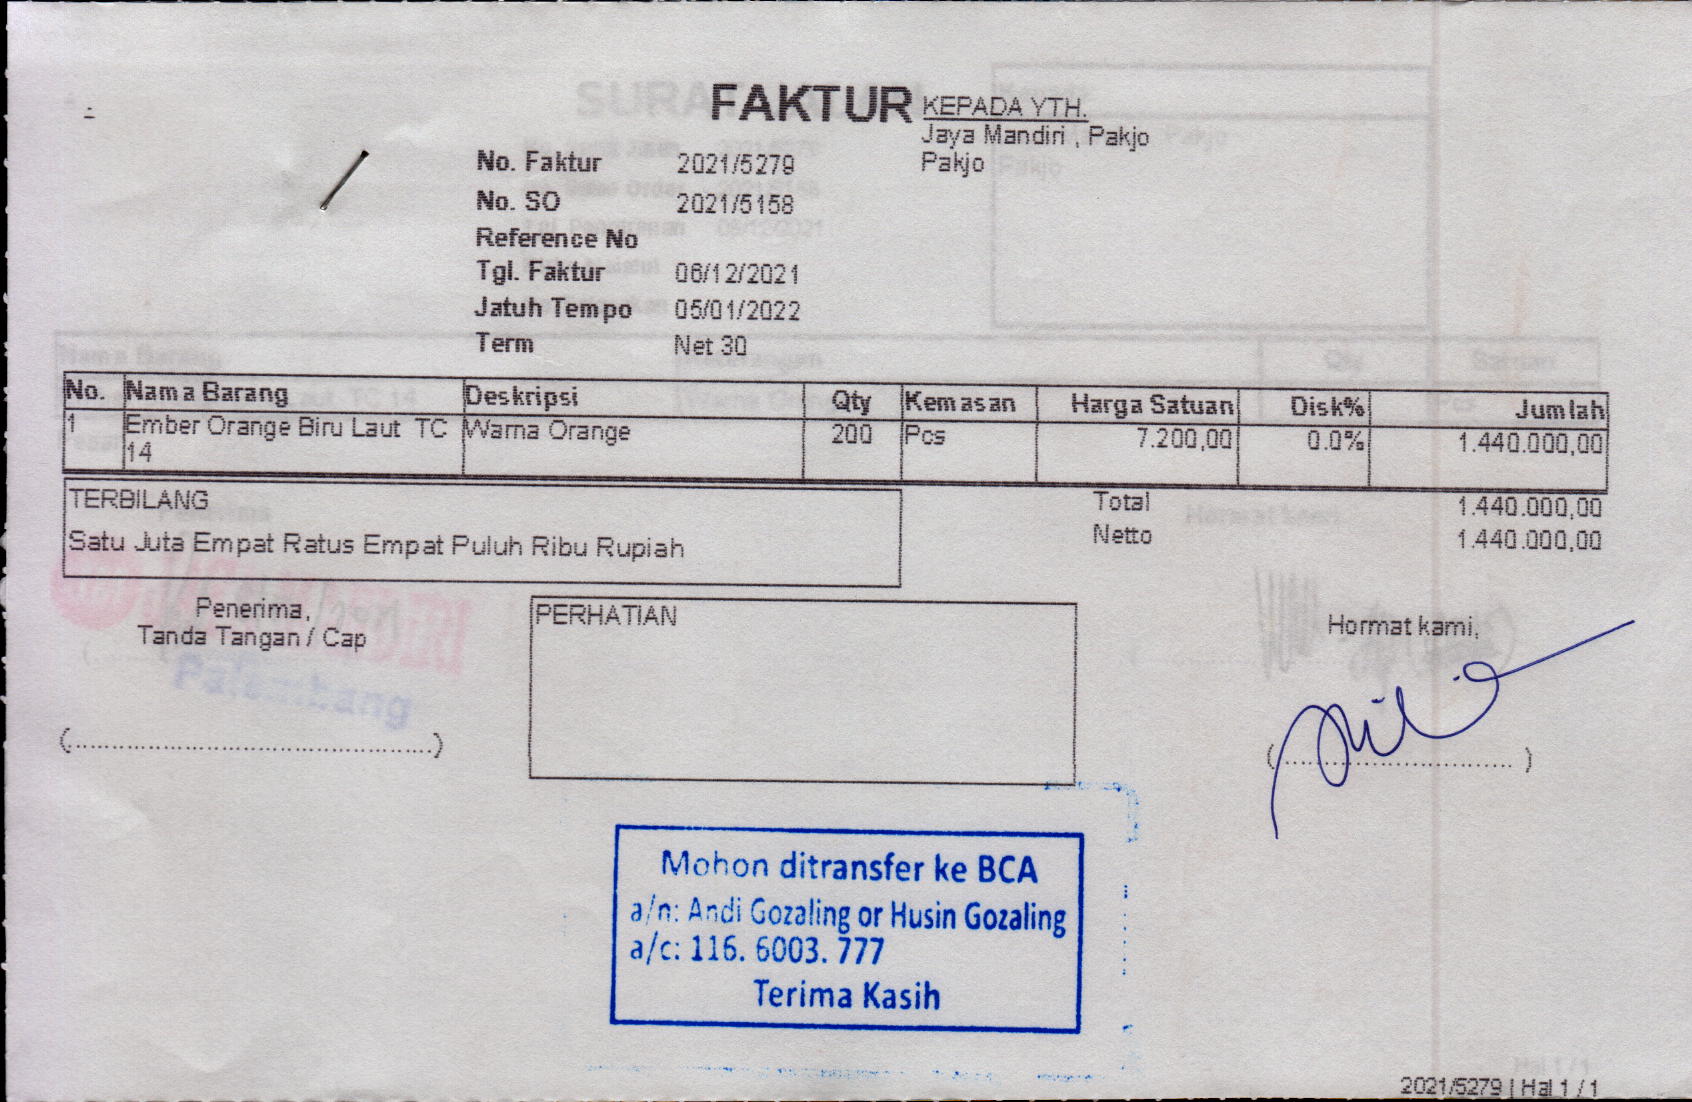 FAKTUR
KEPADA YTH.
Jaya Mandiri , Pakjo
Pakjo
No. Faktur 2021/5279
No. SO 2021/5158
Reference No
Tgl. Faktur 06/12/2021
Jatuh Tempo 05/01/2022
Term Net 30
No. Nama Barang Deskripsi Qty Kemasan Harga Satuan Disk% Jumlah
1 Ember Orange Biru Laut TC Warna Orange 200 Pcs 7.200,00 0.0% 1.440.000,00
14
TERBILANG
Satu Juta Empat Ratus Empat Puluh Ribu Rupiah
Total 1.440.000,00
Netto 1.440.000,00
Penerima,
Tanda Tangan / Cap
Palembang
(................................................)
PERHATIAN
Hormat kami,
(................................)
Mohon ditransfer ke BCA
a/n: Andi Gozaling or Husin Gozaling
a/c: 116. 6003. 777
Terima Kasih
2021/5279 | Hal 1 / 1